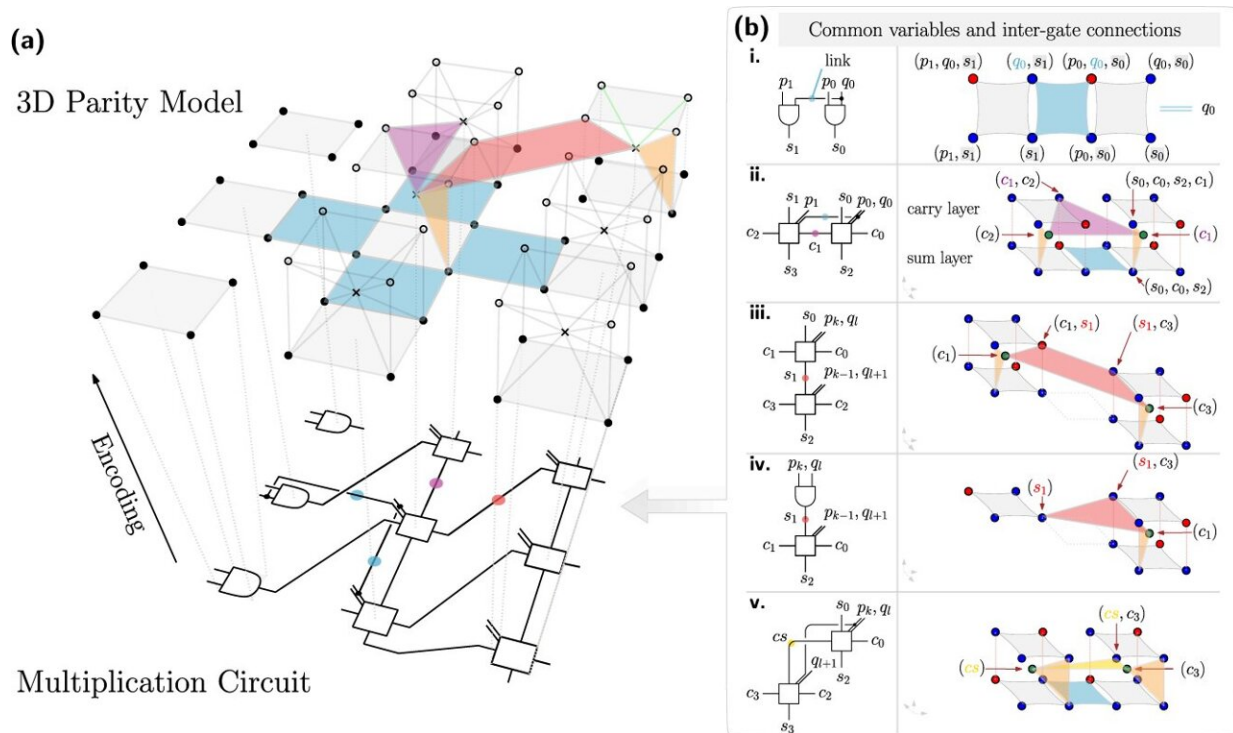 (a)
3D Parity Model
Encoding
Multiplication Circuit
(b) Common variables and inter-gate connections
i.
link
p₁ p₀ q₀
s₁ s₀
(p₁, q₀, s₁) (q₀, s₁) (p₀, q₀, s₀) (q₀, s₀)
q₀
(p₁, s₁) (s₁) (p₀, s₀) (s₀)
ii.
s₁ p₁ s₀ p₀, q₀
c₂ c₁ c₀
s₃ s₂
(c₁, c₂) (s₀, c₀, s₂, c₁)
carry layer
(c₂) (c₁)
sum layer
(s₀, c₀, s₂)
iii.
s₀ pₖ, qₗ
c₁ c₀
s₁ pₖ₋₁, qₗ₊₁
c₃ c₂
s₂
(c₁, s₁) (s₁, c₃)
(c₁)
(c₃)
iv.
pₖ, qₗ
s₁ pₖ₋₁, qₗ₊₁
c₁ c₀
s₂
(s₁, c₃)
(s₁)
(c₁)
v.
s₀ pₖ, qₗ
cs c₀
qₗ₊₁ s₂
c₃ c₂
s₃
(cs, c₃)
(cs) (c₃)